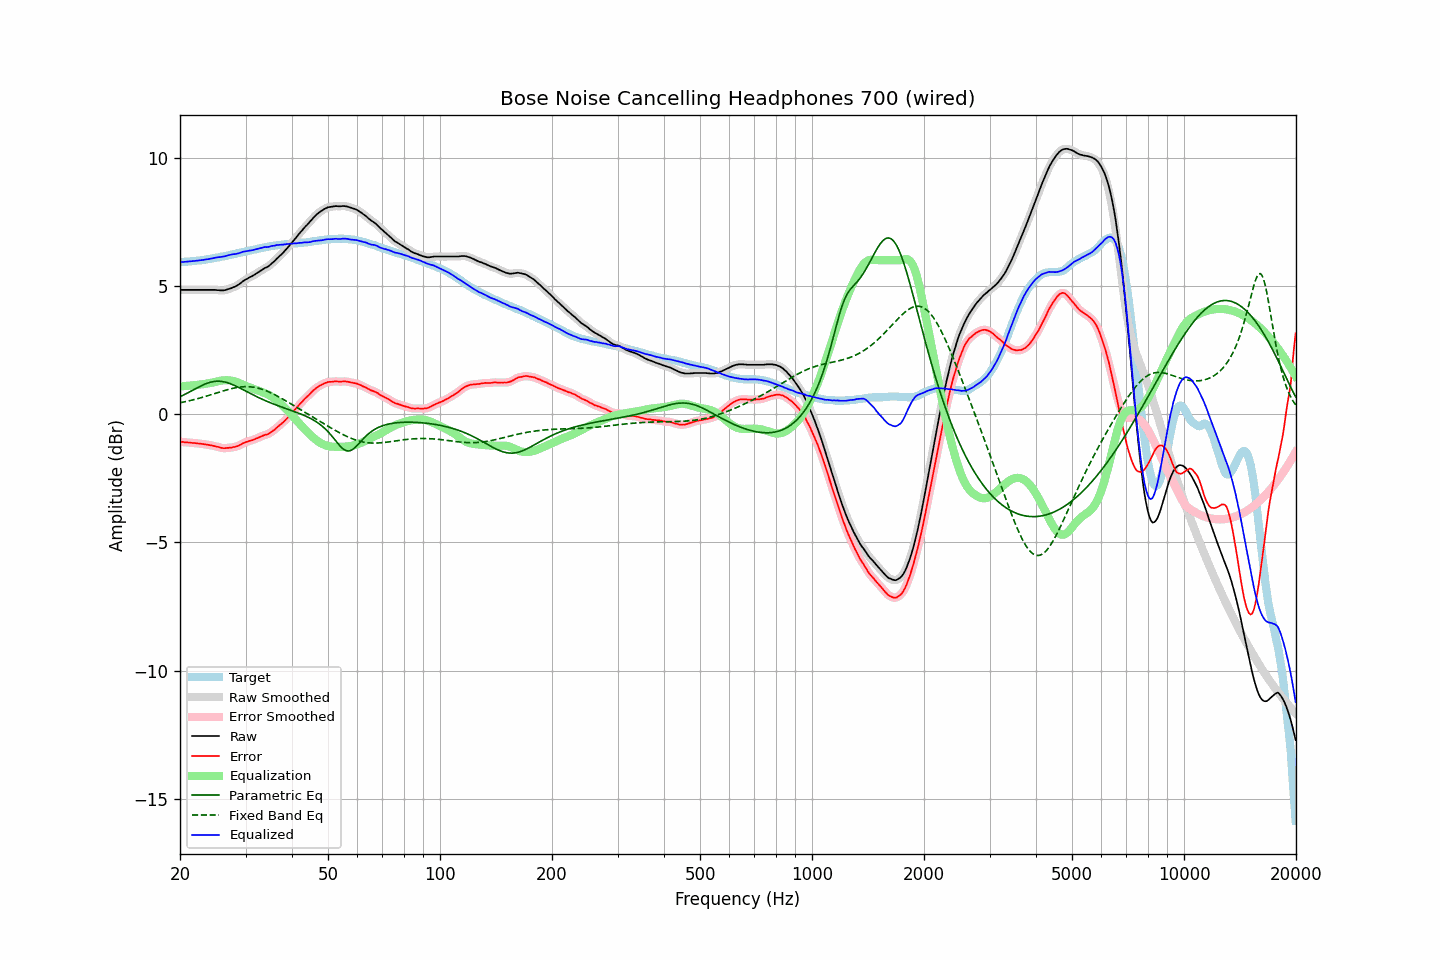 Bose Noise Cancelling Headphones 700 (wired)
Amplitude (dBr)
10
5
0
−5
−10
−15
Target
Raw Smoothed
Error Smoothed
Raw
Error
Equalization
Parametric Eq
Fixed Band Eq
Equalized
20 50 100 200 500 1000 2000 5000 10000 20000
Frequency (Hz)